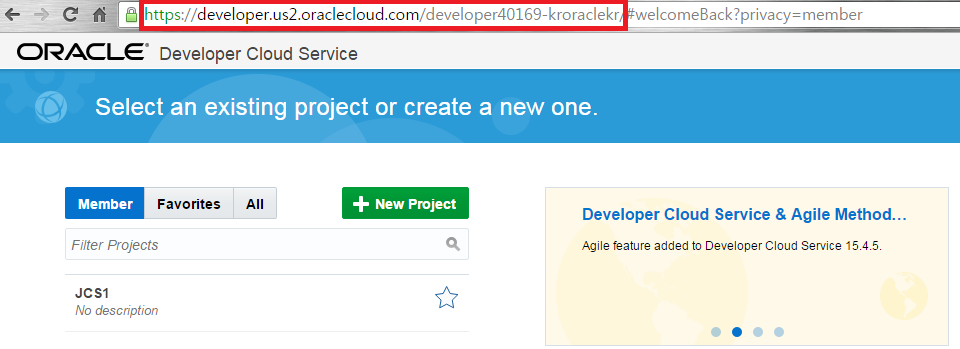 https://developer.us2.oraclecloud.com/developer40169-kroraclekr/#welcomeBack?privacy=member
ORACLE® Developer Cloud Service
Select an existing project or create a new one.
Member Favorites All New Project
Filter Projects
JCS1
No description
Developer Cloud Service & Agile Method…
Agile feature added to Developer Cloud Service 15.4.5.